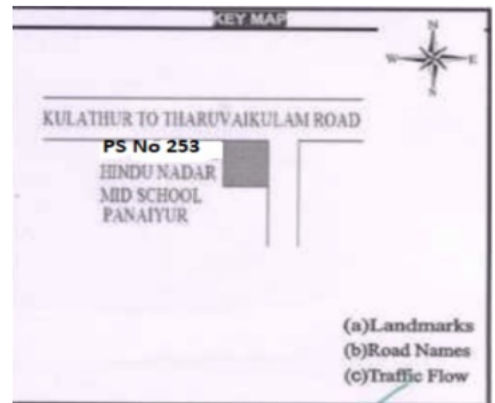 KEY MAP
N
W E
S
KULATHUR TO THARUVAIKULAM ROAD
PS No 253
HINDU NADAR
MID SCHOOL
PANAIYUR
(a)Landmarks
(b)Road Names
(c)Traffic Flow